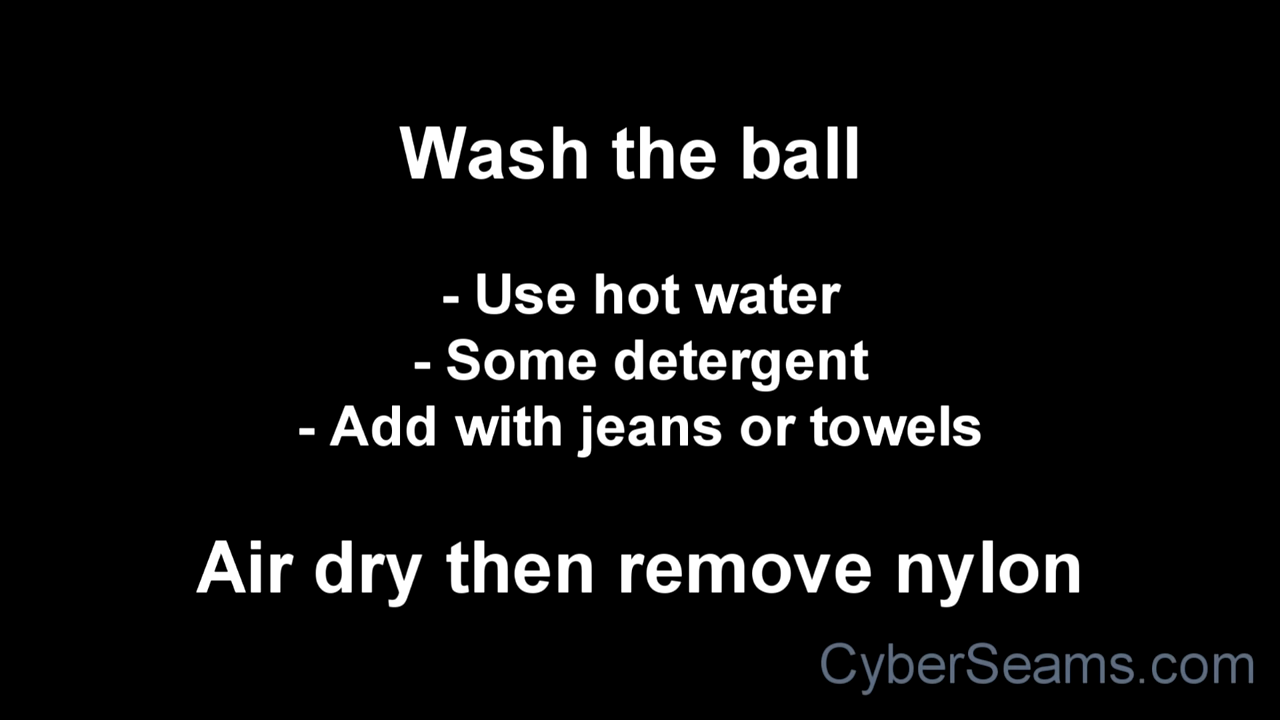 Wash the ball
- Use hot water
- Some detergent
- Add with jeans or towels
Air dry then remove nylon
CyberSeams.com